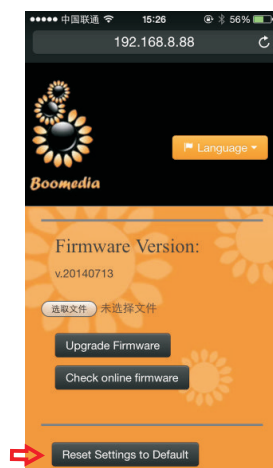 中国联通 15:26 56%
192.168.8.88
Language
Boomedia
Firmware Version:
v.20140713
选取文件 未选择文件
Upgrade Firmware
Check online firmware
Reset Settings to Default